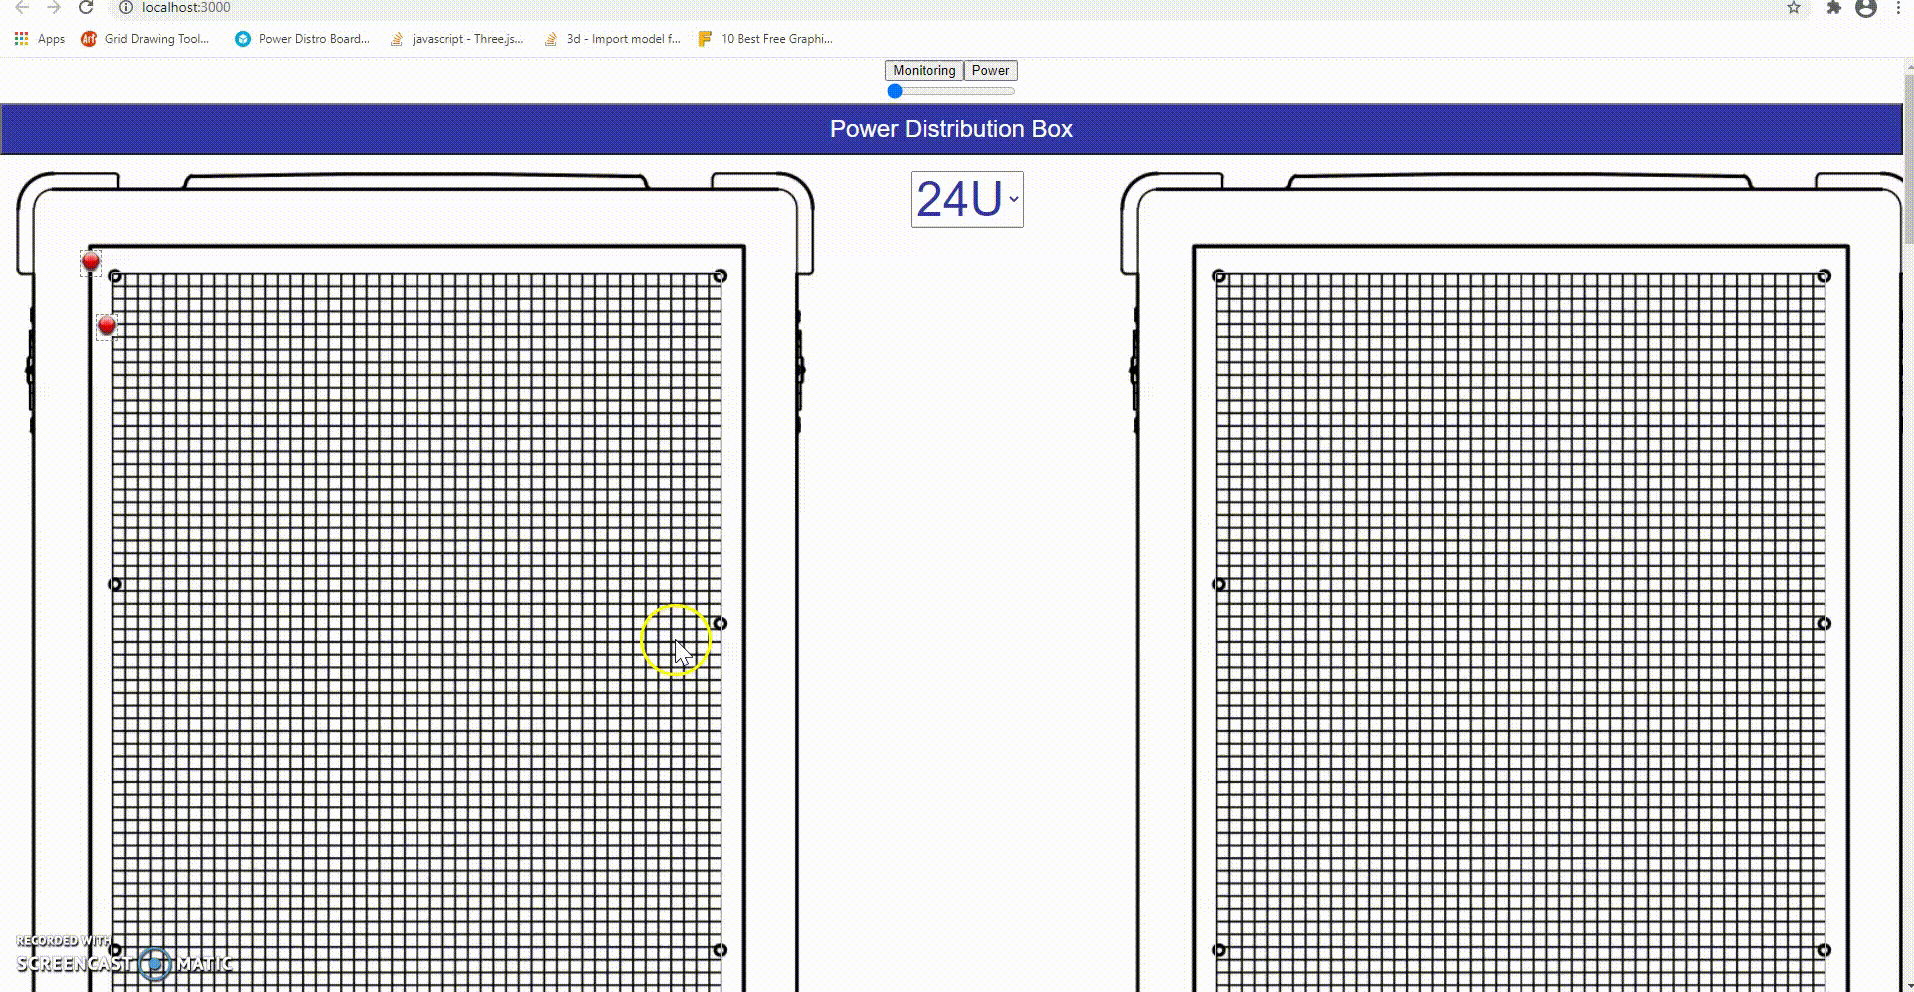 localhost:3000
Apps Grid Drawing Tool... Power Distro Board... javascript - Three.js... 3d - Import model f... 10 Best Free Graphi...
Monitoring Power
Power Distribution Box
24U
RECORDED WITH
SCREENCAST MATIC